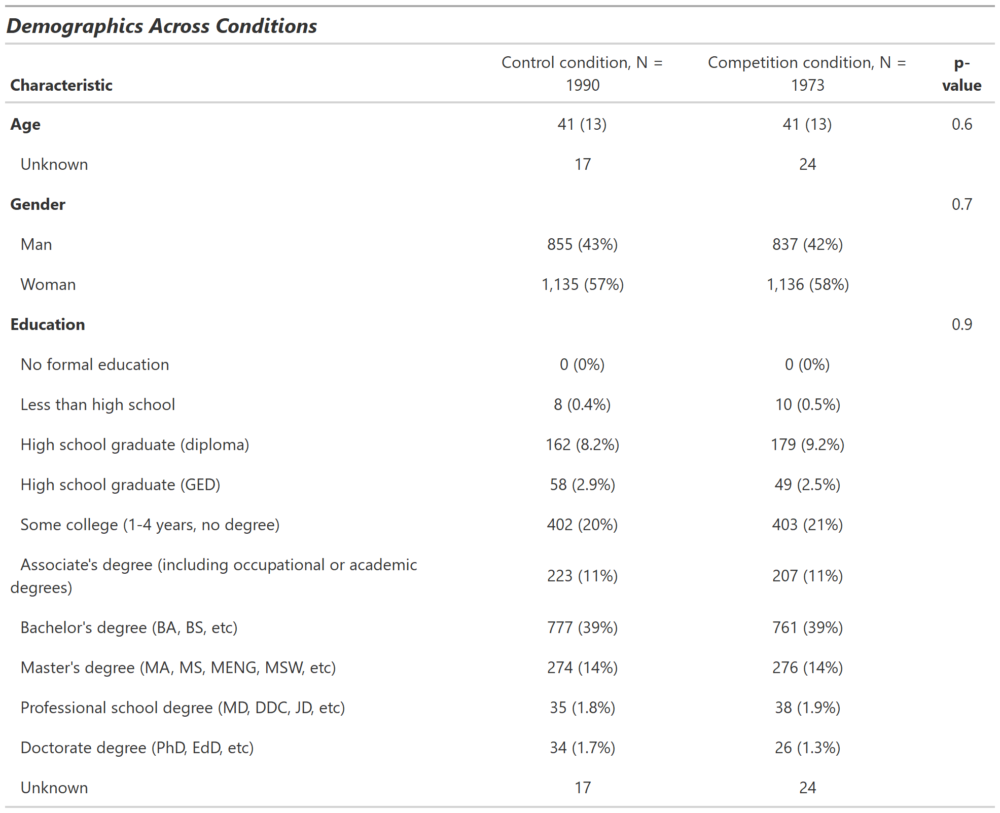 Demographics Across Conditions
Characteristic Control condition, N = 1990 Competition condition, N = 1973 p-value
Age 41 (13) 41 (13) 0.6
Unknown 17 24
Gender 0.7
Man 855 (43%) 837 (42%)
Woman 1,135 (57%) 1,136 (58%)
Education 0.9
No formal education 0 (0%) 0 (0%)
Less than high school 8 (0.4%) 10 (0.5%)
High school graduate (diploma) 162 (8.2%) 179 (9.2%)
High school graduate (GED) 58 (2.9%) 49 (2.5%)
Some college (1-4 years, no degree) 402 (20%) 403 (21%)
Associate's degree (including occupational or academic degrees) 223 (11%) 207 (11%)
Bachelor's degree (BA, BS, etc) 777 (39%) 761 (39%)
Master's degree (MA, MS, MENG, MSW, etc) 274 (14%) 276 (14%)
Professional school degree (MD, DDC, JD, etc) 35 (1.8%) 38 (1.9%)
Doctorate degree (PhD, EdD, etc) 34 (1.7%) 26 (1.3%)
Unknown 17 24